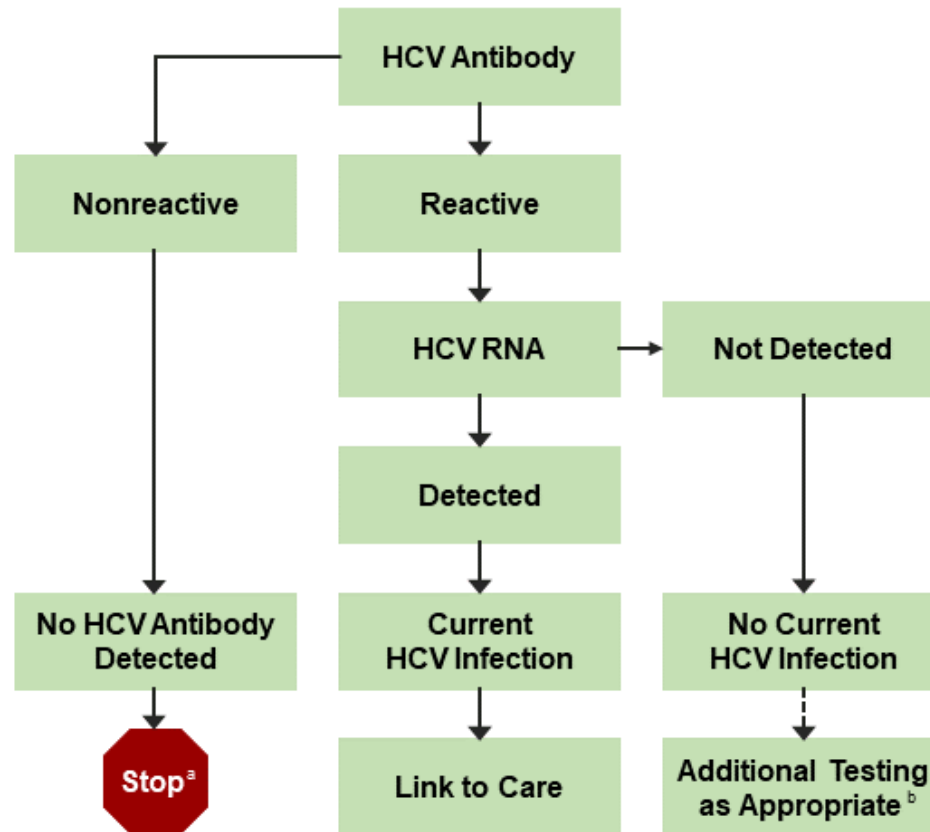 HCV Antibody
Nonreactive
Reactive
HCV RNA
Not Detected
Detected
No HCV Antibody
Detected
Current
HCV Infection
No Current
HCV Infection
Stop a
Link to Care
Additional Testing
as Appropriate b